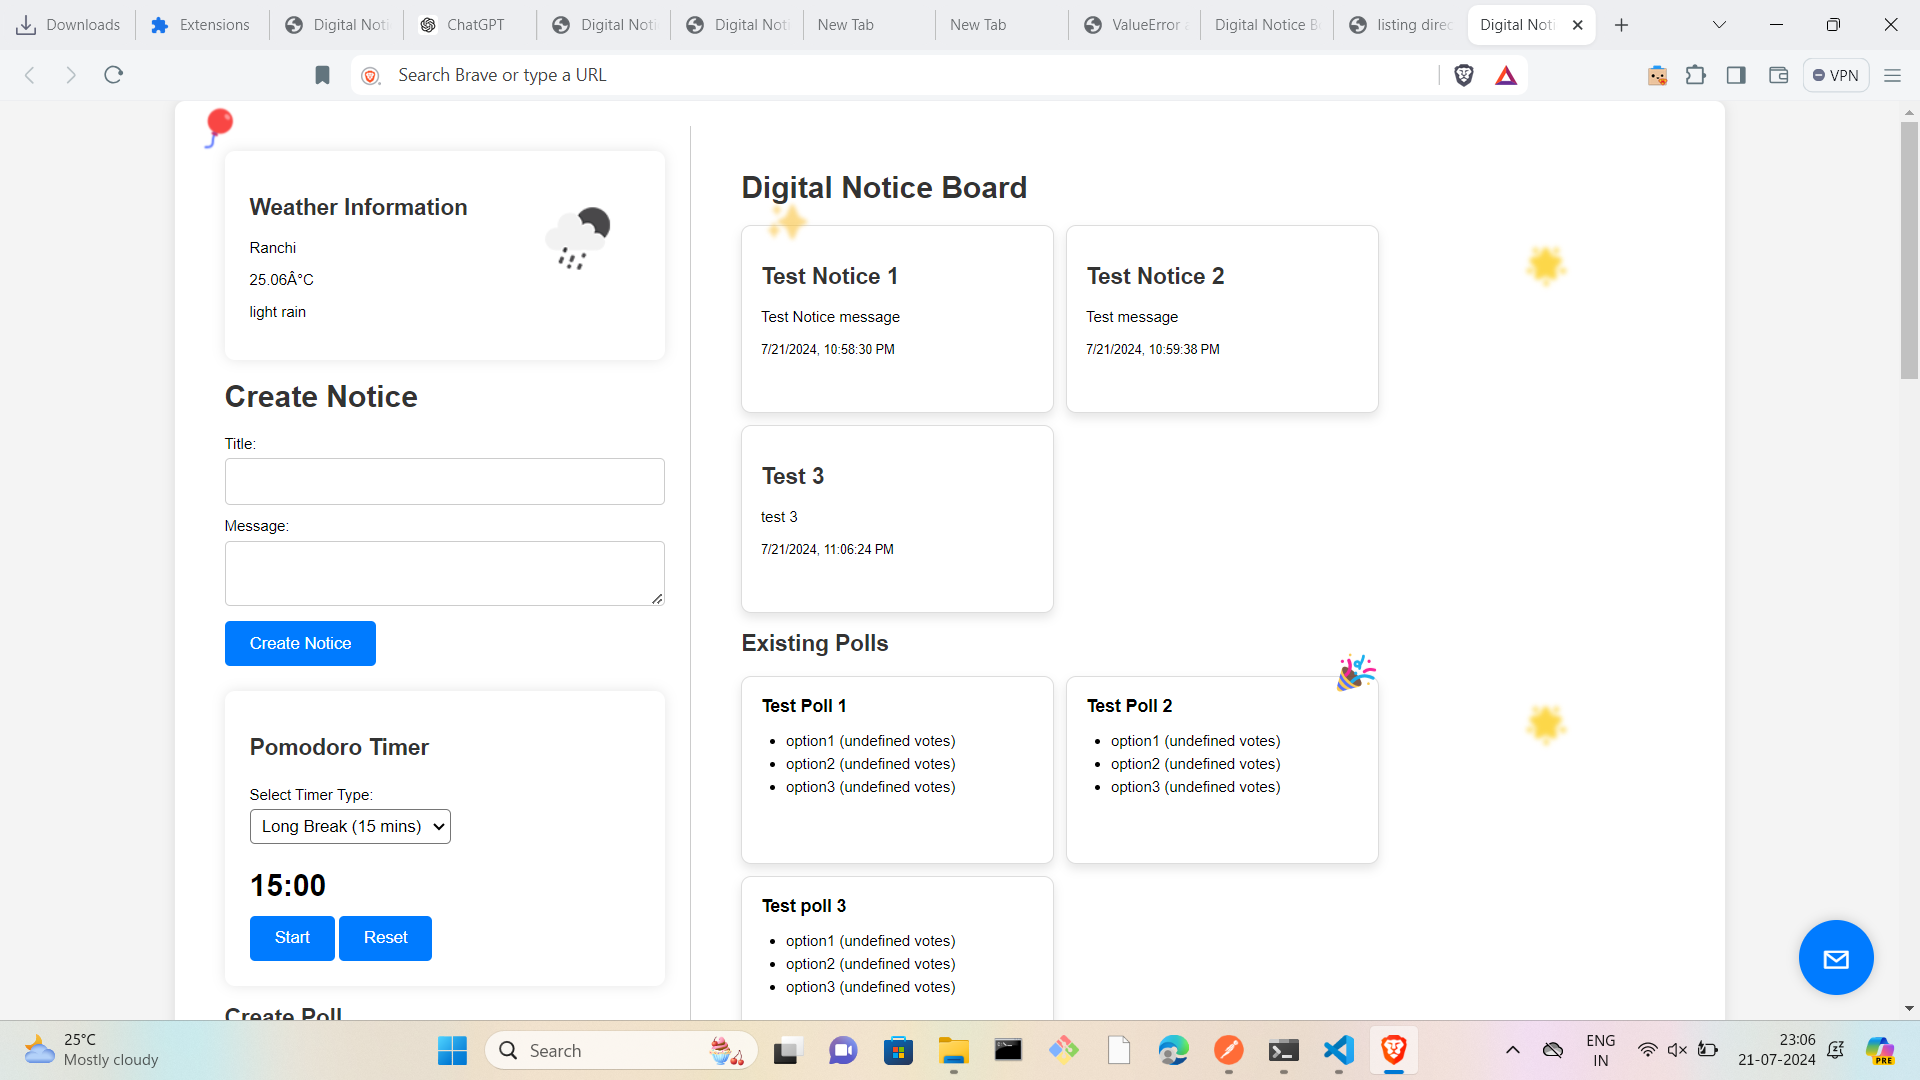 Downloads
Extensions
Digital Noti
ChatGPT
Digital Noti
Digital Noti
New Tab
New Tab
ValueError a
Digital Notice B
listing direc
Digital Noti
Search Brave or type a URL
VPN
Weather Information
Ranchi
25.06Â°C
light rain
Create Notice
Title:
Message:
Create Notice
Pomodoro Timer
Select Timer Type:
Long Break (15 mins)
15:00
Start
Reset
Create Poll
Digital Notice Board
Test Notice 1
Test Notice message
7/21/2024, 10:58:30 PM
Test Notice 2
Test message
7/21/2024, 10:59:38 PM
Test 3
test 3
7/21/2024, 11:06:24 PM
Existing Polls
Test Poll 1
option1 (undefined votes)
option2 (undefined votes)
option3 (undefined votes)
Test Poll 2
option1 (undefined votes)
option2 (undefined votes)
option3 (undefined votes)
Test poll 3
option1 (undefined votes)
option2 (undefined votes)
option3 (undefined votes)
25°C
Mostly cloudy
Search
ENG
IN
23:06
21-07-2024
PRE